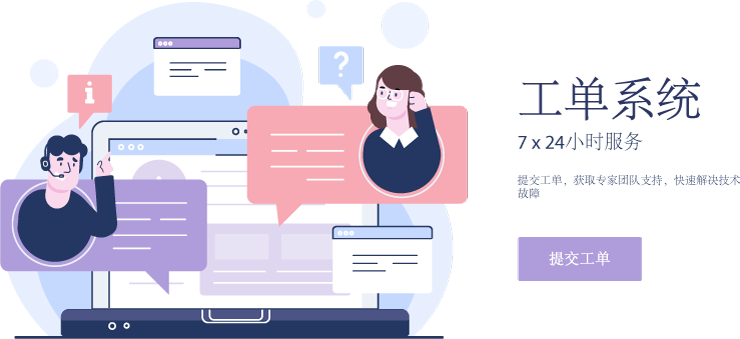 i
?
工单系统
7 x 24小时服务
提交工单，获取专家团队支持，快速解决技术
故障
提交工单